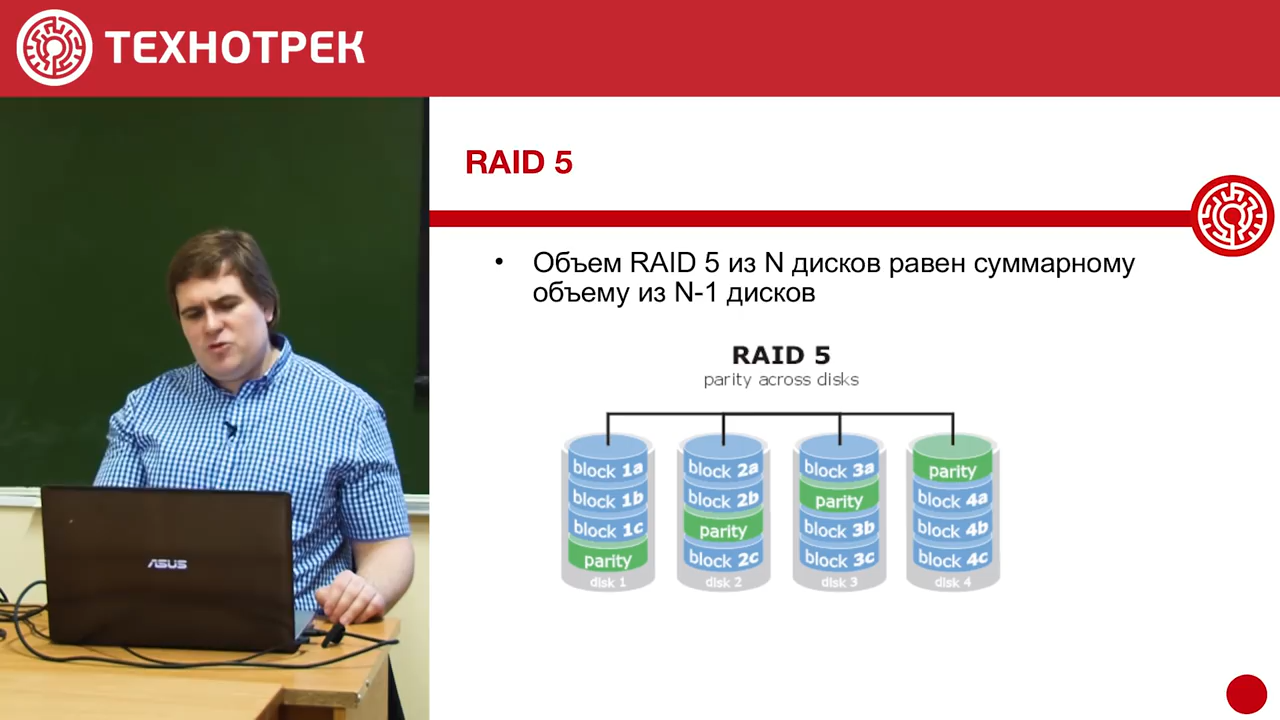 ТЕХНОТРЕК
RAID 5
• Объем RAID 5 из N дисков равен суммарному
объему из N-1 дисков
RAID 5
parity across disks
block 1a
block 1b
block 1c
parity
disk 1
block 2a
block 2b
parity
block 2c
disk 2
block 3a
parity
block 3b
block 3c
disk 3
parity
block 4a
block 4b
block 4c
disk 4
ASUS